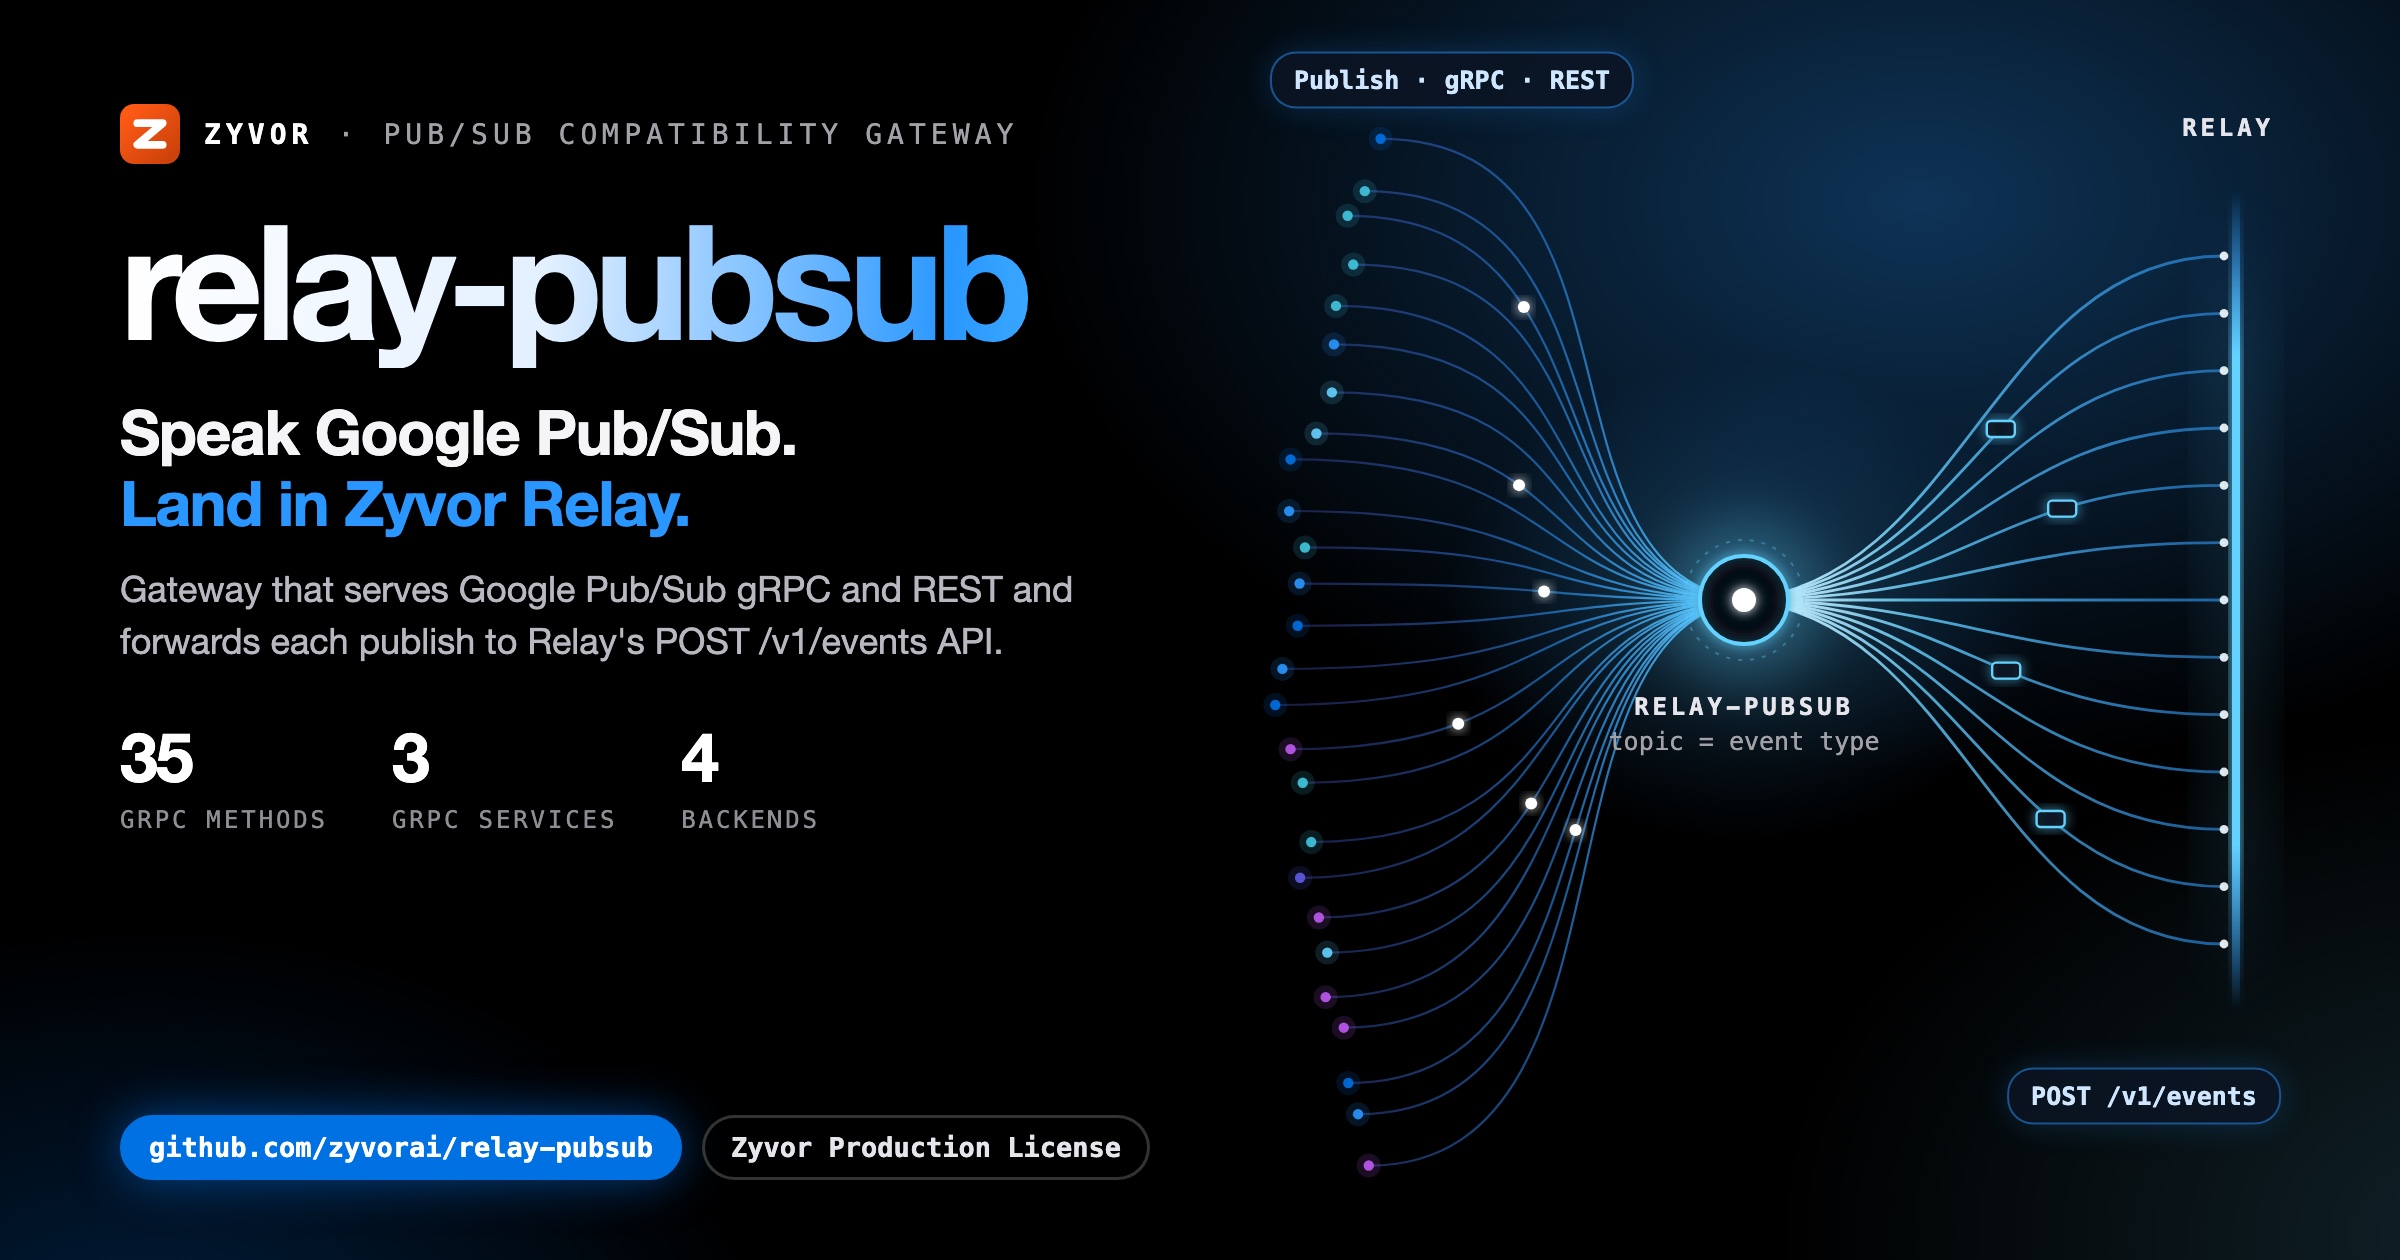 ZYVOR · PUB/SUB COMPATIBILITY GATEWAY
relay-pubsub
Speak Google Pub/Sub.
Land in Zyvor Relay.
Gateway that serves Google Pub/Sub gRPC and REST and
forwards each publish to Relay's POST /v1/events API.
35
GRPC METHODS
3
GRPC SERVICES
4
BACKENDS
github.com/zyvorai/relay-pubsub
Zyvor Production License
Publish · gRPC · REST
RELAY
RELAY-PUBSUB
topic = event type
POST /v1/events